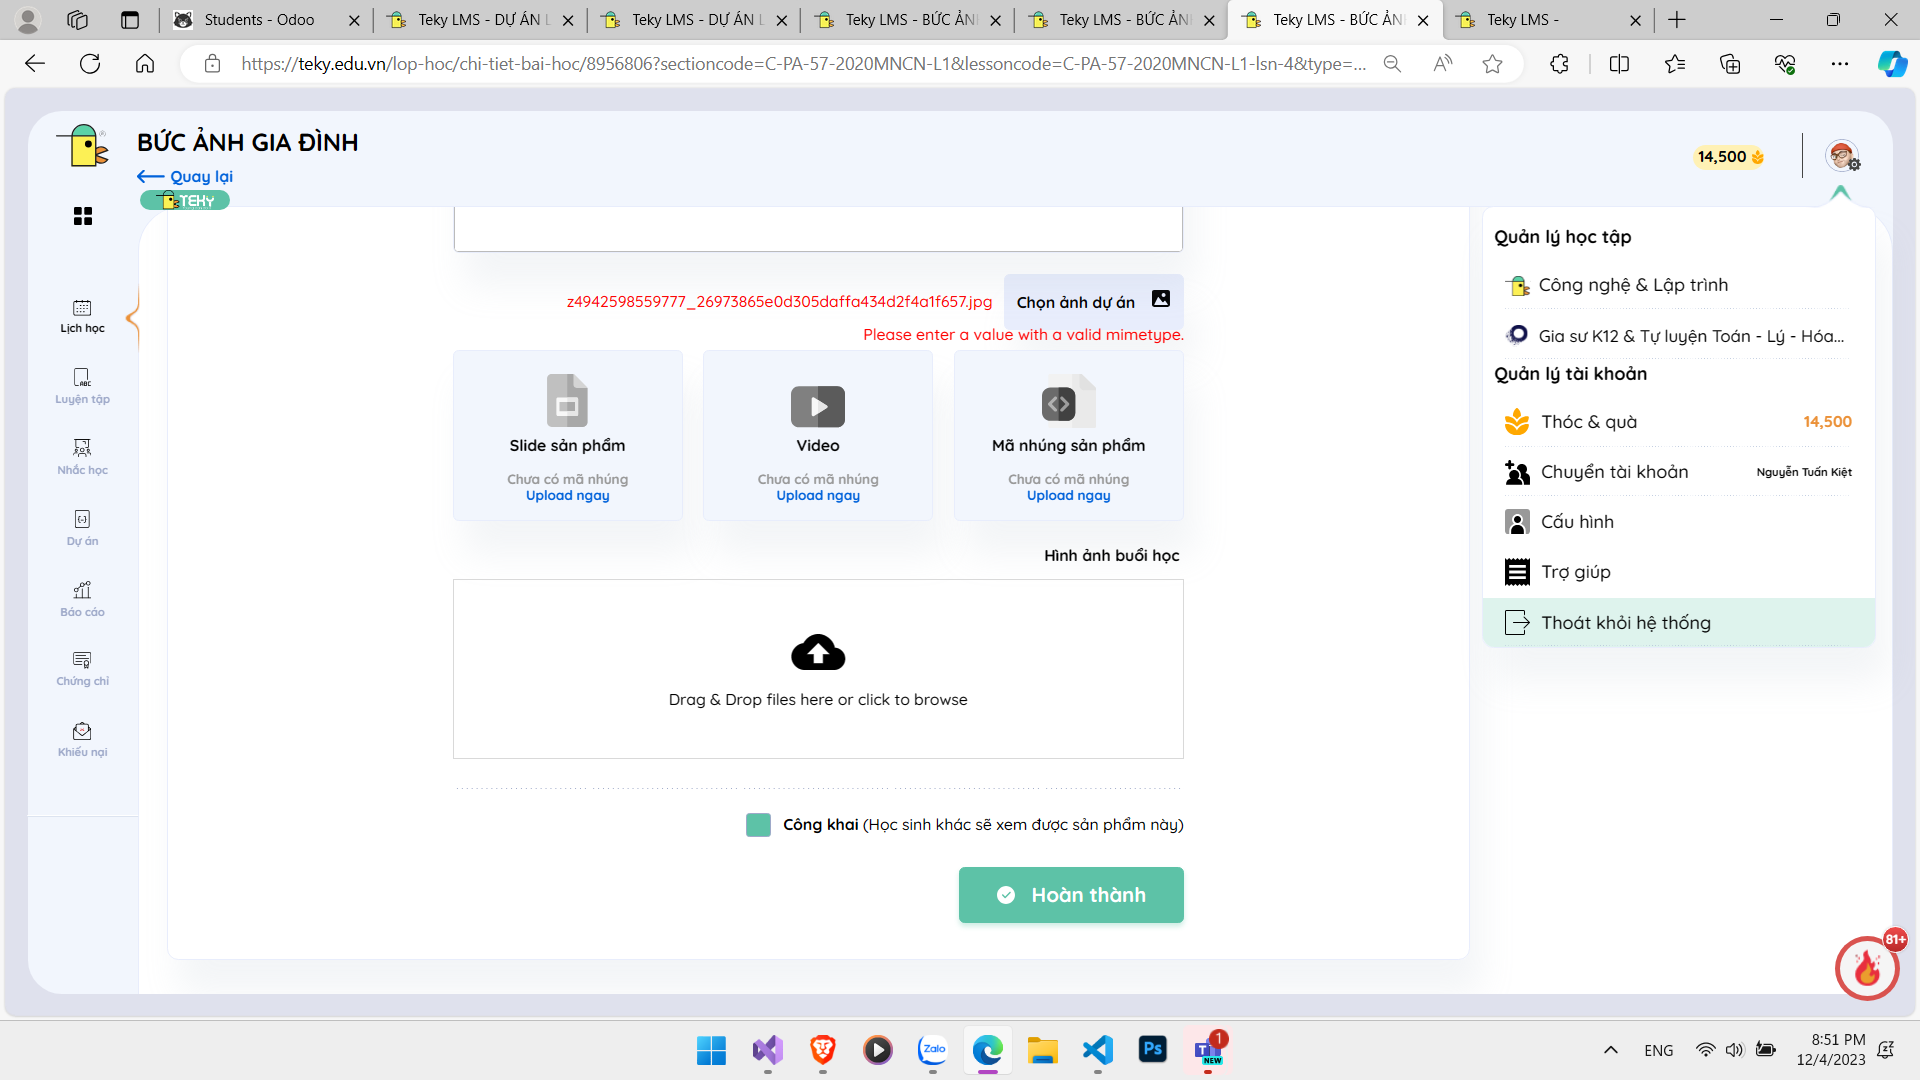 Students - Odoo
Teky LMS - DỰ ÁN L
Teky LMS - DỰ ÁN L
Teky LMS - BỨC ẢN
Teky LMS - BỨC ẢN
Teky LMS - BỨC ẢN
Teky LMS -
https://teky.edu.vn/lop-hoc/chi-tiet-bai-hoc/8956806?sectioncode=C-PA-57-2020MNCN-L1&lessoncode=C-PA-57-2020MNCN-L1-lsn-4&type=...
BỨC ẢNH GIA ĐÌNH
Quay lại
TEKY
14,500
Lịch học
Luyện tập
Nhắc học
Dự án
Báo cáo
Chứng chỉ
Khiếu nại
z4942598559777_26973865e0d305daffa434d2f4a1f657.jpg
Chọn ảnh dự án
Please enter a value with a valid mimetype.
Slide sản phẩm
Chưa có mã nhúng
Upload ngay
Video
Chưa có mã nhúng
Upload ngay
Mã nhúng sản phẩm
Chưa có mã nhúng
Upload ngay
Hình ảnh buổi học
Drag & Drop files here or click to browse
Công khai (Học sinh khác sẽ xem được sản phẩm này)
Hoàn thành
Quản lý học tập
Công nghệ & Lập trình
Gia sư K12 & Tự luyện Toán - Lý - Hóa...
Quản lý tài khoản
Thóc & quà
14,500
Chuyển tài khoản
Nguyễn Tuấn Kiệt
Cấu hình
Trợ giúp
Thoát khỏi hệ thống
81+
Zalo
Ps
1
NEW
ENG
8:51 PM
12/4/2023